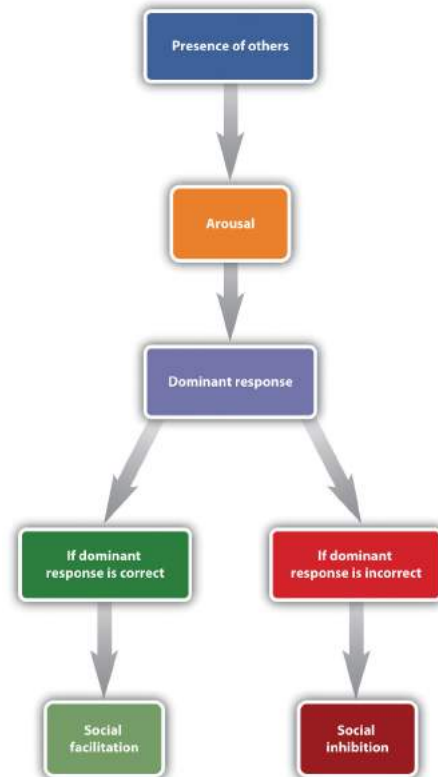 Presence of others
Arousal
Dominant response
If dominant
response is correct
If dominant
response is incorrect
Social
facilitation
Social
inhibition